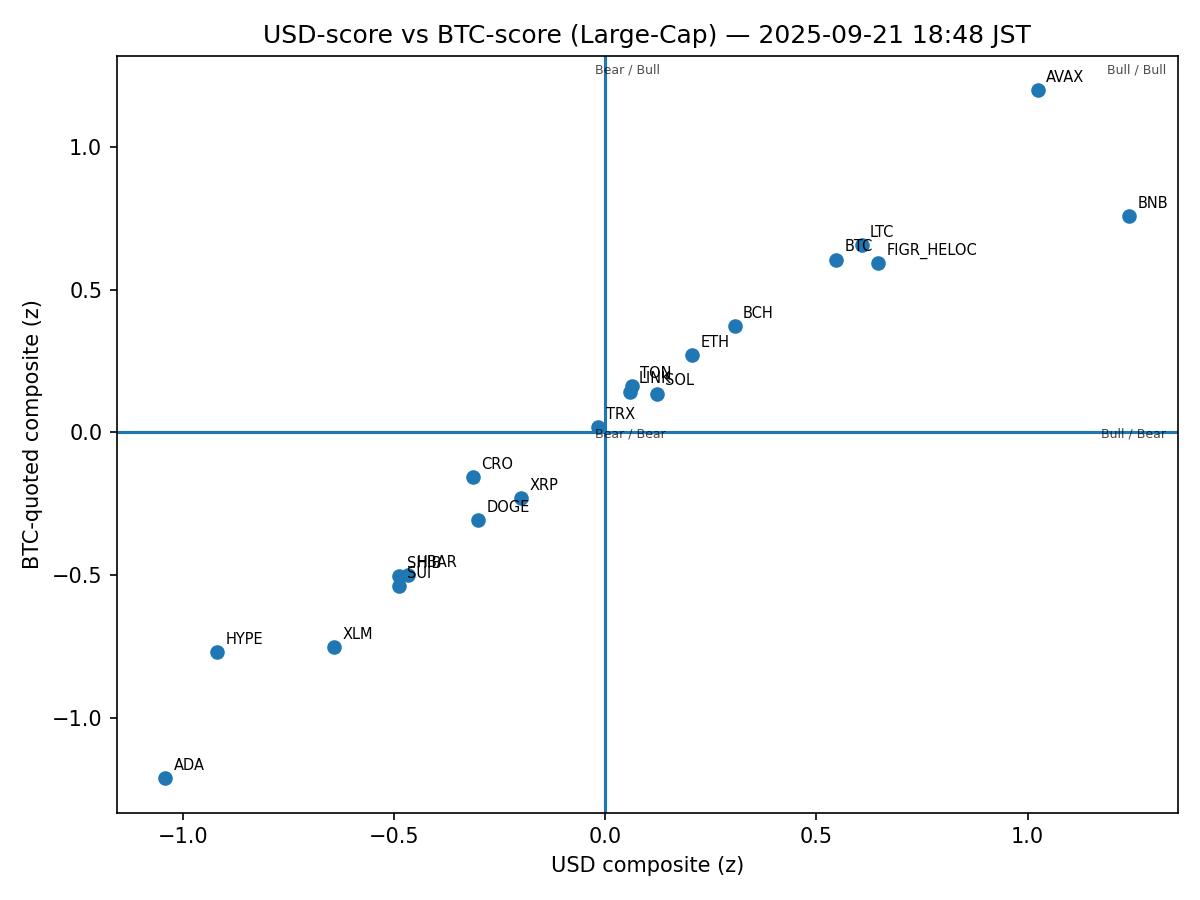 USD-score vs BTC-score (Large-Cap) — 2025-09-21 18:48 JST
Bear / Bull
Bull / Bull
AVAX
BNB
LTC
BTC
FIGR_HELOC
BCH
ETH
TON
LINK
SOL
TRX
Bear / Bear
Bull / Bear
CRO
XRP
DOGE
SHIB
HBAR
SUI
XLM
HYPE
ADA
1.0
0.5
0.0
−0.5
−1.0
BTC-quoted composite (z)
−1.0
−0.5
0.0
0.5
1.0
USD composite (z)